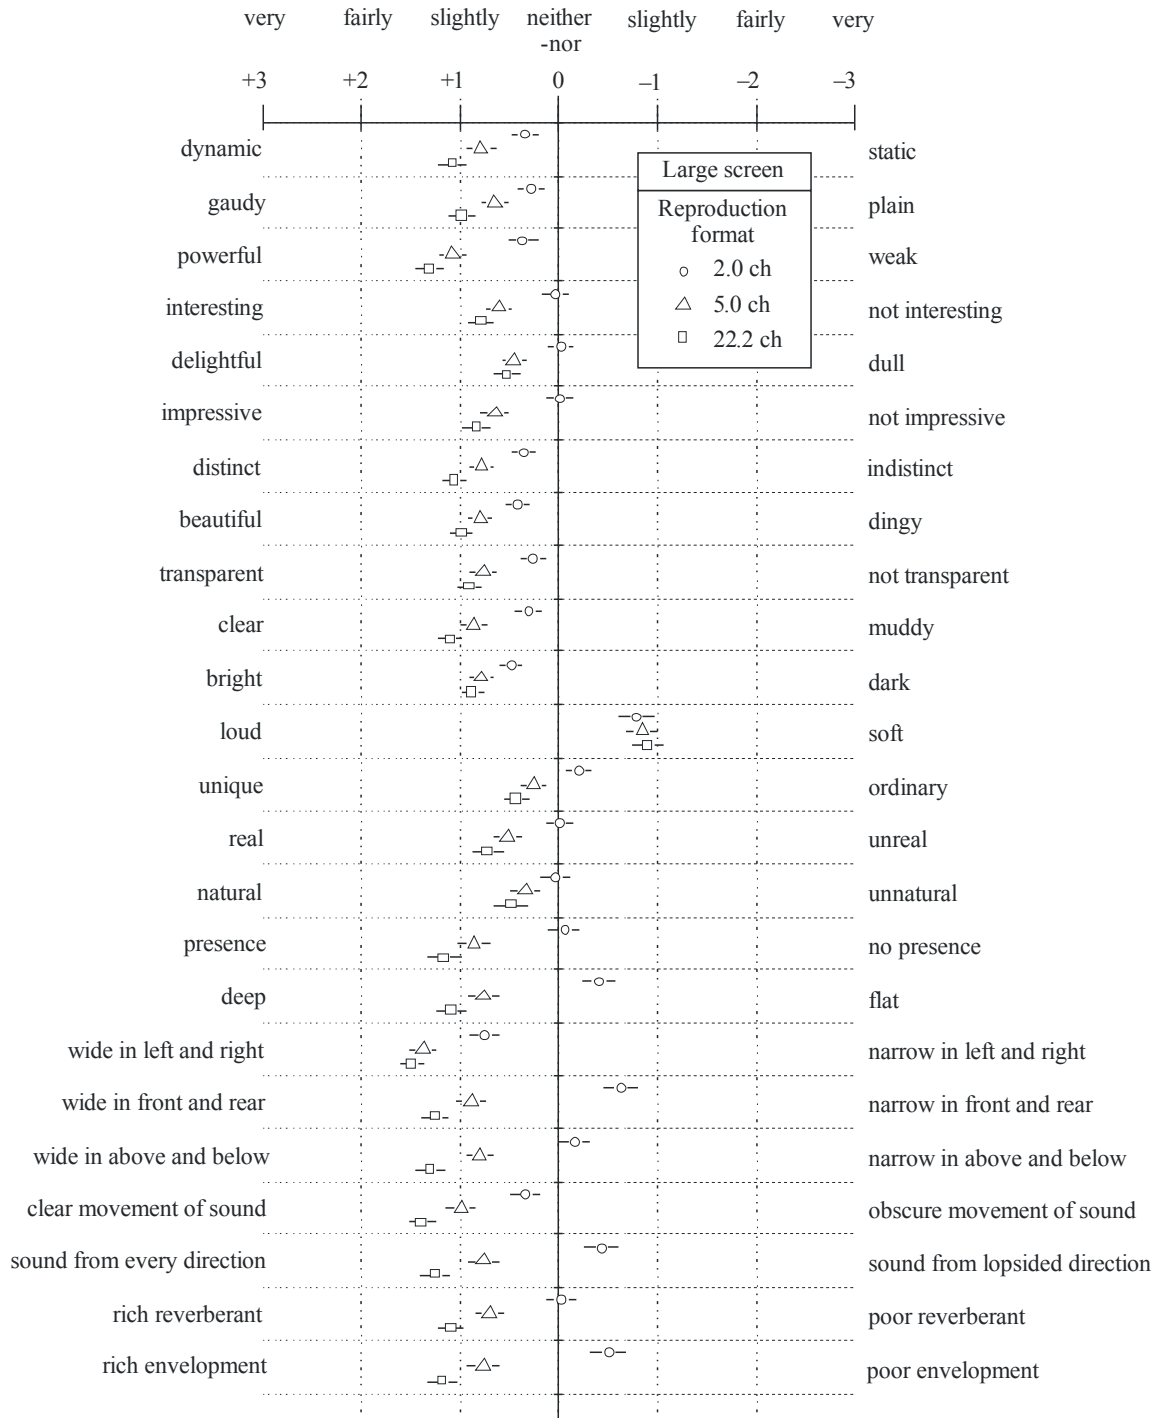 very fairly slightly neither slightly fairly very
-nor
+3 +2 +1 0 –1 –2 –3
dynamic static
Large screen
gaudy plain
Reproduction
format
powerful weak
2.0 ch
5.0 ch
interesting not interesting
22.2 ch
delightful dull
impressive not impressive
distinct indistinct
beautiful dingy
transparent not transparent
clear muddy
bright dark
loud soft
unique ordinary
real unreal
natural unnatural
presence no presence
deep flat
wide in left and right narrow in left and right
wide in front and rear narrow in front and rear
wide in above and below narrow in above and below
clear movement of sound obscure movement of sound
sound from every direction sound from lopsided direction
rich reverberant poor reverberant
rich envelopment poor envelopment